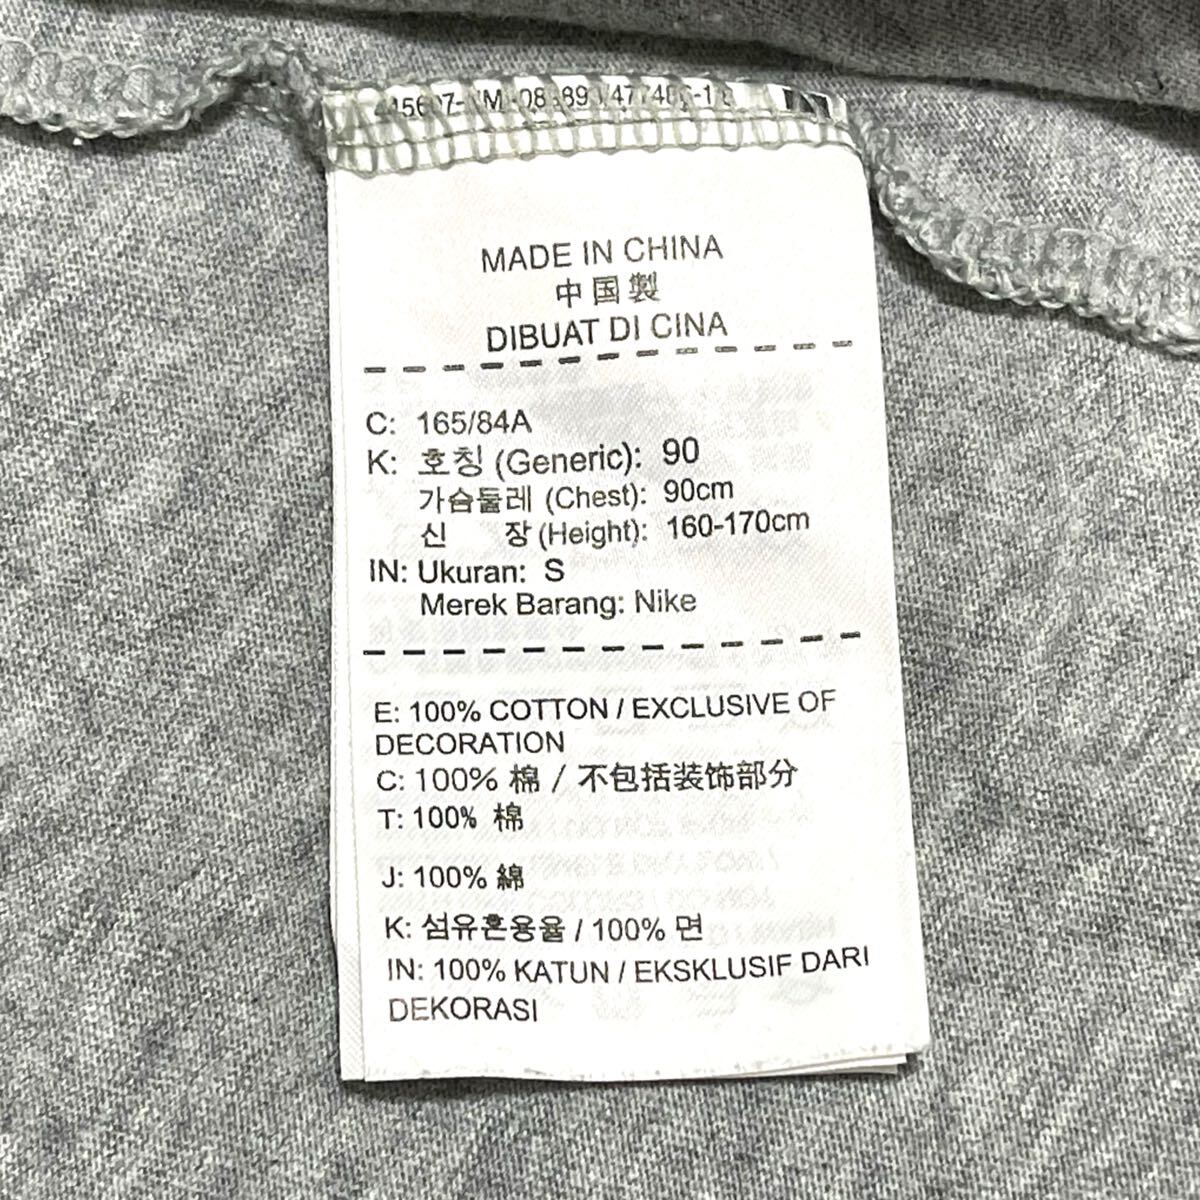 MADE IN CHINA
中国製
DIBUAT DI CINA
C: 165/84A
K: 호칭 (Generic): 90
가슴둘레 (Chest): 90cm
신 장 (Height): 160-170cm
IN: Ukuran: S
Merek Barang: Nike
E: 100% COTTON / EXCLUSIVE OF
DECORATION
C: 100% 棉 / 不包括装饰部分
T: 100% 棉
J: 100% 綿
K: 섬유혼용율 / 100% 면
IN: 100% KATUN / EKSKLUSIF DARI
DEKORASI